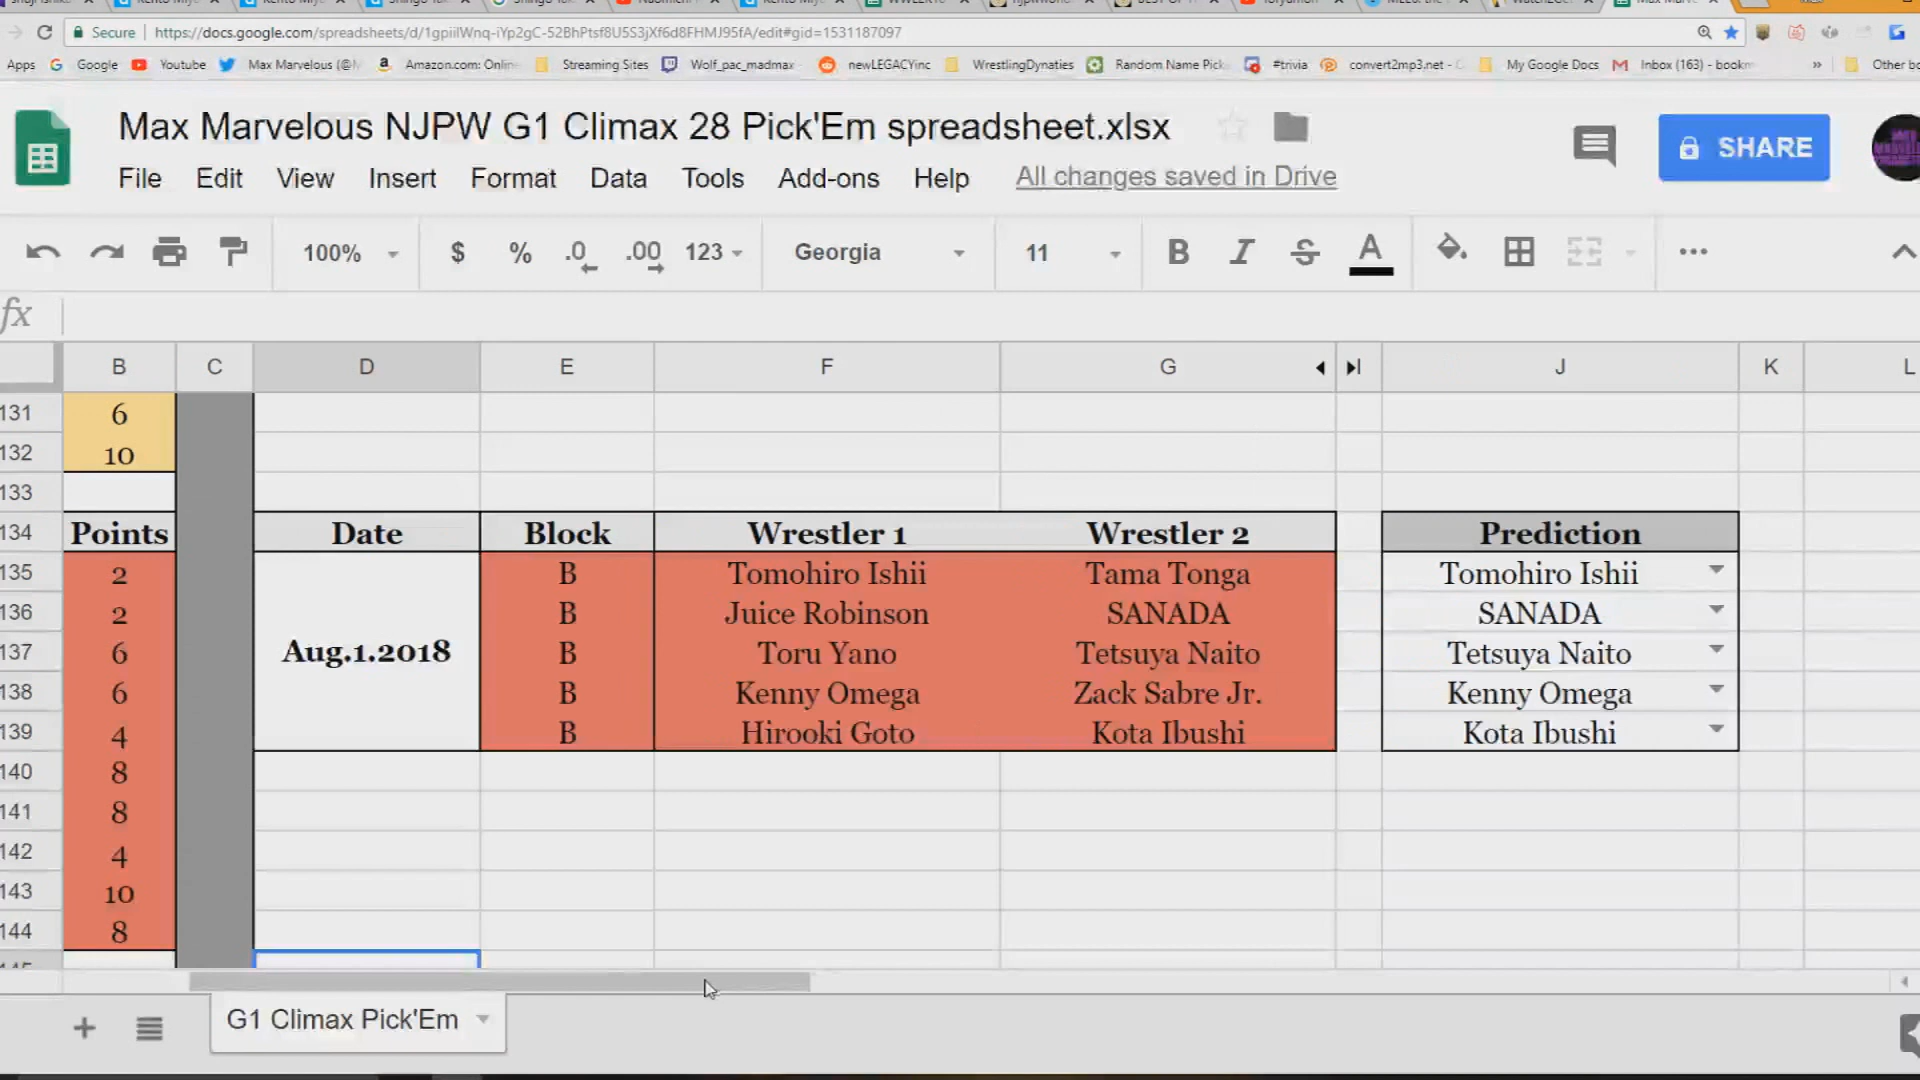 Secure https://docs.google.com/spreadsheets/d/1gpiilWnq-iYp2gC-52BhPtsf8U5S3jXf6d8FHMJ95fA/edit#gid=1531187097
Apps Google Youtube Max Marvelous (@ Amazon.com: Onlin Streaming Sites Wolf_pac_madmax newLEGACYinc WrestlingDynaties Random Name Pick #trivia convert2mp3.net - My Google Docs Inbox (163) - book » Other bo
Max Marvelous NJPW G1 Climax 28 Pick'Em spreadsheet.xlsx
SHARE
File Edit View Insert Format Data Tools Add-ons Help All changes saved in Drive
100% $ % .0 .00 123 Georgia 11 B I S A ...
fx
B C D E F G I J K L
131 6
132 10
133
134 Points Date Block Wrestler 1 Wrestler 2 Prediction
135 2 B Tomohiro Ishii Tama Tonga Tomohiro Ishii
136 2 B Juice Robinson SANADA SANADA
137 6 Aug.1.2018 B Toru Yano Tetsuya Naito Tetsuya Naito
138 6 B Kenny Omega Zack Sabre Jr. Kenny Omega
139 4 B Hirooki Goto Kota Ibushi Kota Ibushi
140 8
141 8
142 4
143 10
144 8
145
+ G1 Climax Pick'Em